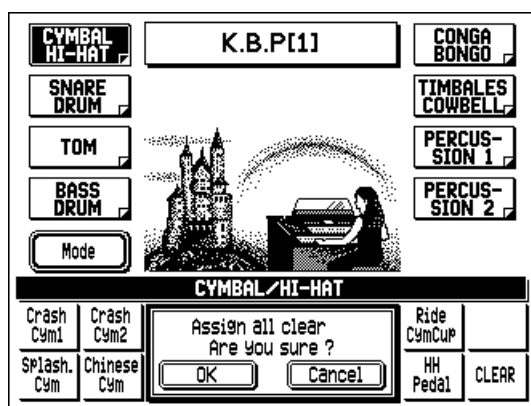 CYMBAL
HI-HAT
K.B.P[1]
CONGA
BONGO
SNARE
DRUM
TIMBALES
COWBELL
TOM
PERCUS-
SION 1
BASS
DRUM
PERCUS-
SION 2
Mode
CYMBAL/HI-HAT
Crash
Cym1
Crash
Cym2
Assign all clear
Are you sure ?
OK
Cancel
Ride
CymCup
Splash.
Cym
Chinese
Cym
HH
Pedal
CLEAR